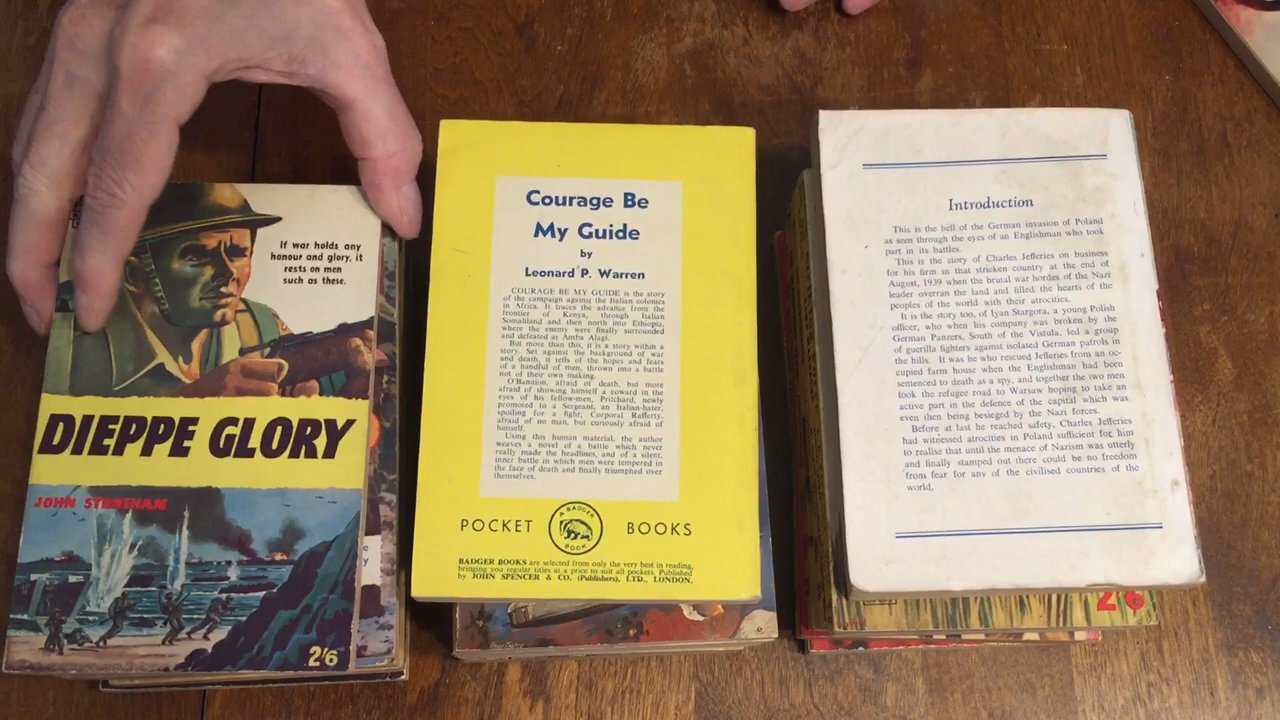 If war holds any
honour and glory, it
rests on men
such as these.
DIEPPE GLORY
JOHN STENEHAM
2'6
Courage Be
My Guide
by
Leonard P. Warren
COURAGE BE MY GUIDE is the story
of the campaign against the Italian colonies
in Africa. It traces the advance from the
frontier of Kenya, through Italian
Somaliland and then north into Ethiopia,
where the enemy were finally surrounded
and defeated at Amba Alagi.
But more than this, it is a story within a
story. Set against the background of war
and death, it tells of the hopes and fears
of a handful of men, thrown into a battle
not of their own making.
O'Bannion, afraid of death, but more
afraid of showing himself a coward in the
eyes of his fellow-men, Pritchard, newly
promoted to a Sergeant, an Italian-hater,
spoiling for a fight; Corporal Rafferty,
afraid of no man, but curiously afraid of
himself.
Using this human material, the author
weaves a novel of a battle which never
really made the headlines, and of a silent,
inner battle in which men were tempered in
the face of death and finally triumphed over
themselves.
POCKET
A BADGER
BOOK
BOOKS
BADGER BOOKS are selected from only the very best in reading,
bringing you regular titles at a price to suit all pockets. Published
by JOHN SPENCER & CO. (Publishers), LTD., LONDON.
Introduction
This is the hell of the German invasion of Poland
as seen through the eyes of an Englishman who took
part in its battles.
This is the story of Charles Jefferies on business
for his firm in that stricken country at the end of
August, 1939 when the brutal war hordes of the Nazi
leader overran the land and filled the hearts of the
peoples of the world with their atrocities.
It is the story too, of Iyan Stargora, a young Polish
officer, who when his company was broken by the
German Panzers, South of the Vistula, led a group
of guerilla fighters against isolated German patrols in
the hills. It was he who rescued Jefferies from an oc-
cupied farm house when the Englishman had been
sentenced to death as a spy, and together the two men
took the refugee road to Warsaw hoping to take an
active part in the defence of the capital which was
even then being besieged by the Nazi forces.
Before at last he reached safety, Charles Jefferies
had witnessed atrocities in Poland sufficient for him
to realise that until the menace of Nazism was utterly
and finally stamped out there could be no freedom
from fear for any of the civilised countries of the
world,
2 6